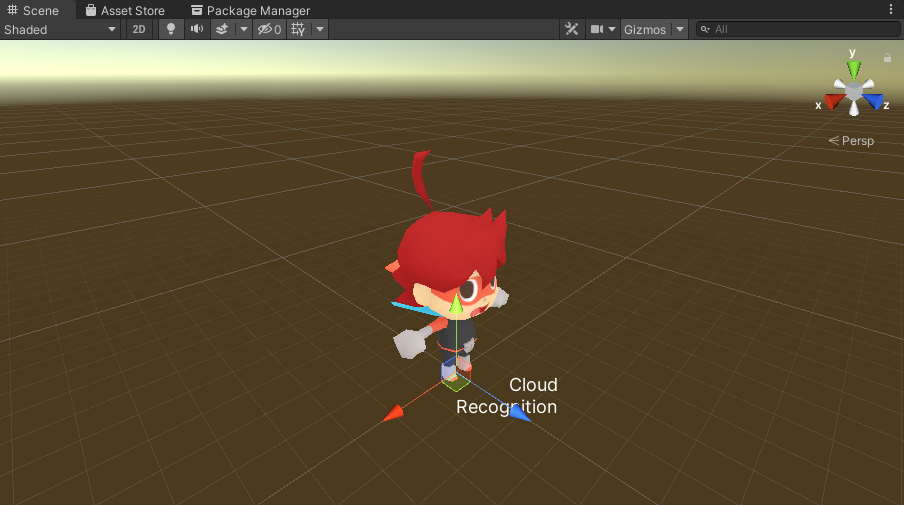 Scene
Asset Store
Package Manager
Shaded
2D
0
Gizmos
All
y
x
z
Persp
Cloud
Recognition